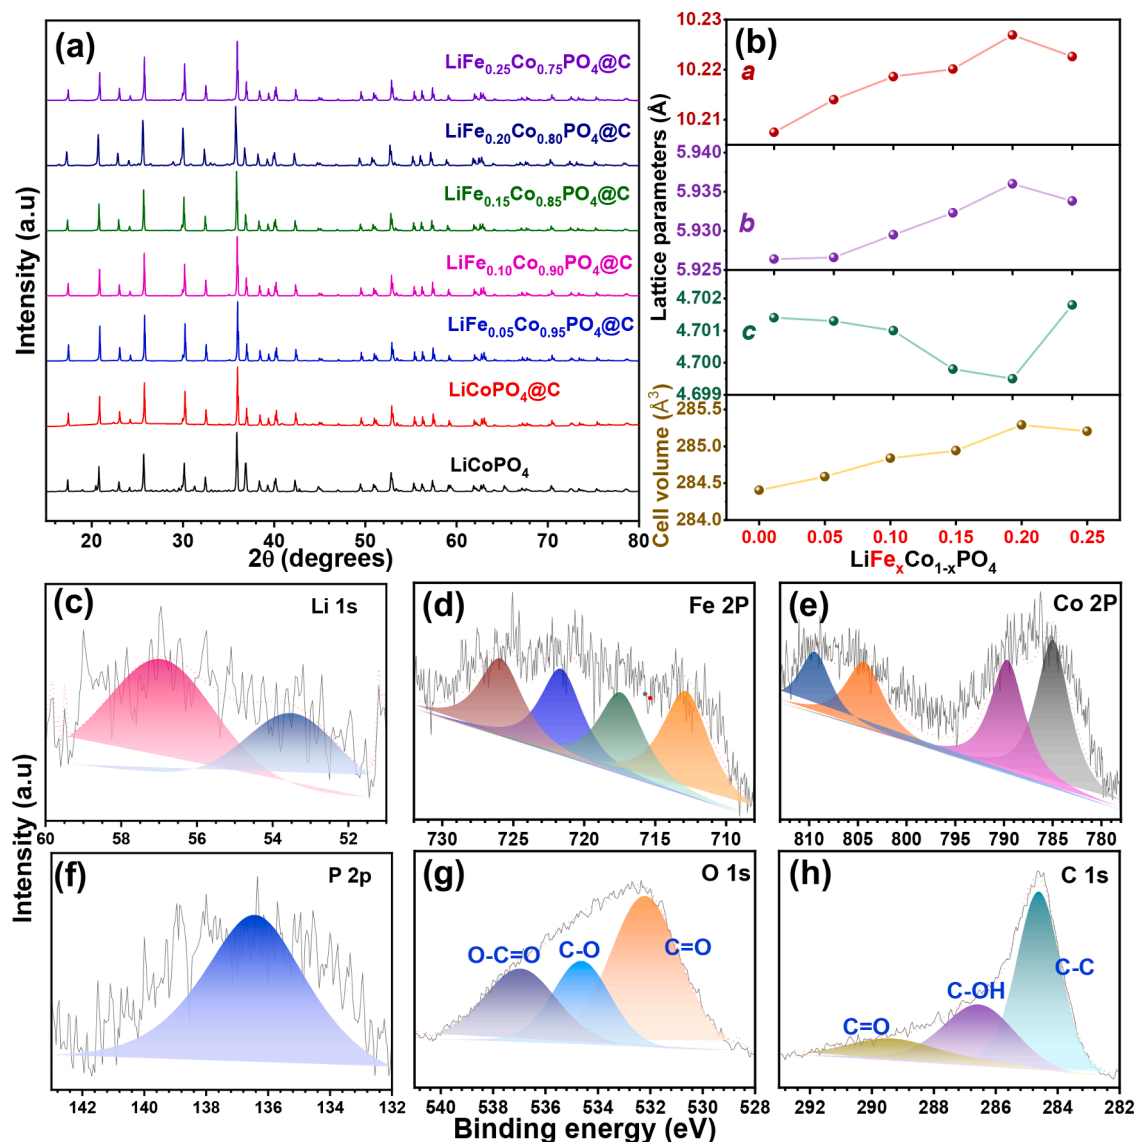 (a)
LiFe0.25Co0.75PO4@C
LiFe0.20Co0.80PO4@C
LiFe0.15Co0.85PO4@C
LiFe0.10Co0.90PO4@C
LiFe0.05Co0.95PO4@C
LiCoPO4@C
LiCoPO4
Intensity (a.u)
20 30 40 50 60 70 80
2θ (degrees)
(b)
10.23
10.22
10.21
a
5.940
5.935
5.930
5.925
b
4.702
4.701
4.700
4.699
c
285.5
285.0
284.5
284.0
Lattice parameters (Å)
Cell volume (Å3)
0.00 0.05 0.10 0.15 0.20 0.25
LiFexCo1-xPO4
(c)
Li 1s
60 58 56 54 52
(d)
Fe 2P
730 725 720 715 710
(e)
Co 2P
810 805 800 795 790 785 780
Intensity (a.u)
(f)
P 2p
142 140 138 136 134 132
(g)
O 1s
O-C=O
C-O
C=O
540 538 536 534 532 530 528
(h)
C 1s
C=O
C-OH
C-C
292 290 288 286 284 282
Binding energy (eV)